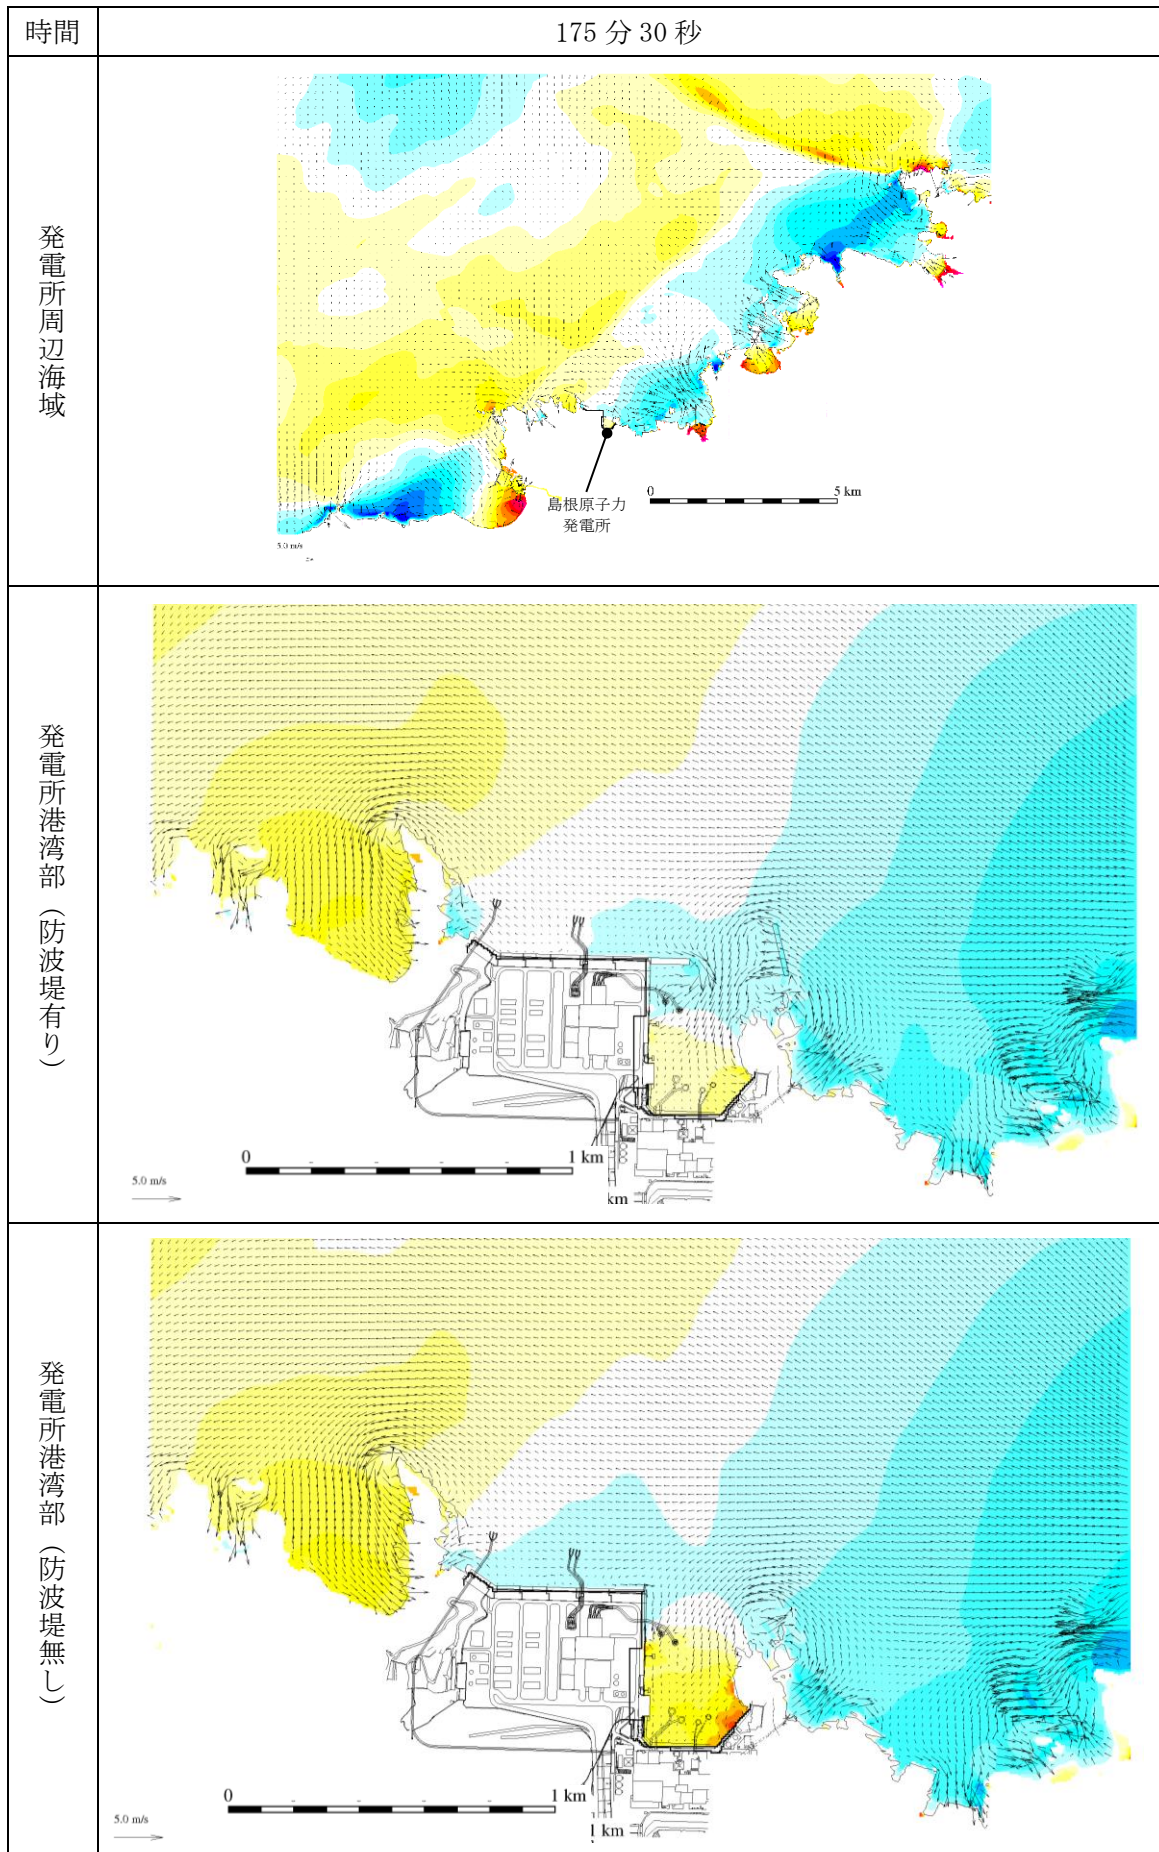 時間
175 分 30 秒
発電所周辺海域
島根原子力
発電所
0
5 km
5.0 m/s
発電所港湾部（防波堤有り）
0
1 km
km
5.0 m/s
発電所港湾部（防波堤無し）
0
1 km
1 km
5.0 m/s